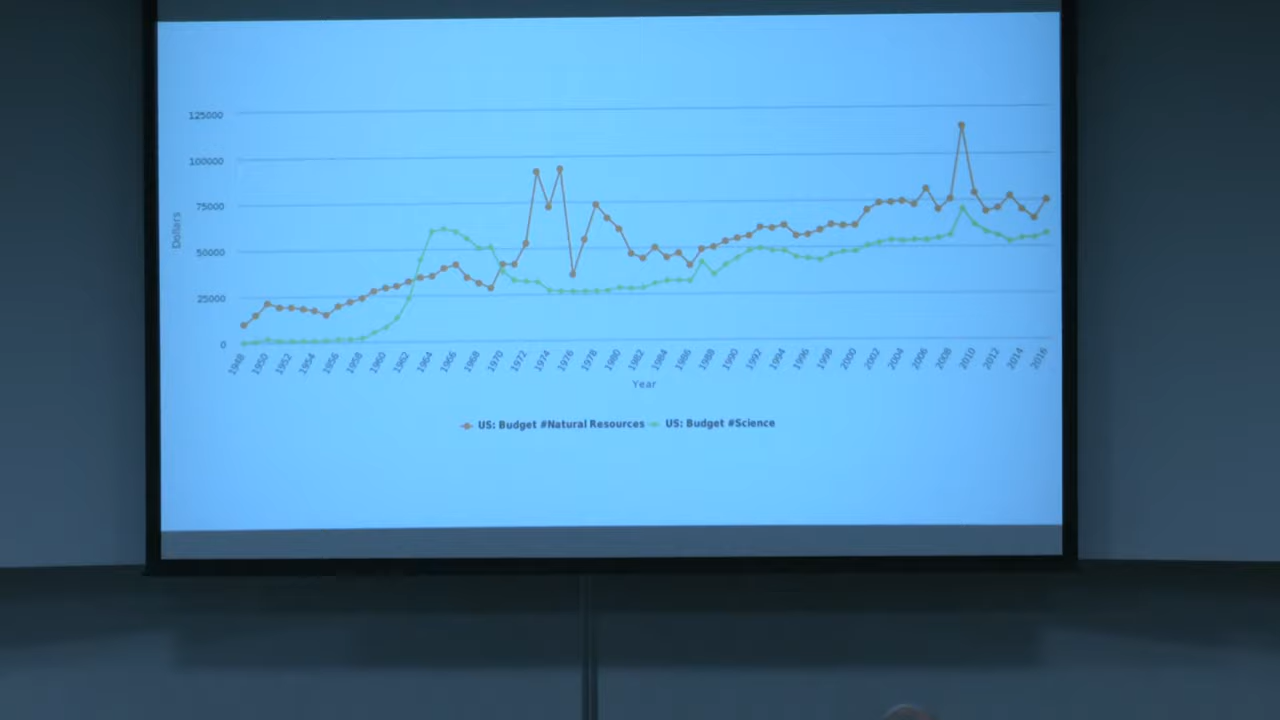 125000
100000
75000
50000
25000
0
Dollars
1948 1950 1952 1954 1956 1958 1960 1962 1964 1966 1968 1970 1972 1974 1976 1978 1980 1982 1984 1986 1988 1990 1992 1994 1996 1998 2000 2002 2004 2006 2008 2010 2012 2014 2016
Year
US: Budget #Natural Resources US: Budget #Science